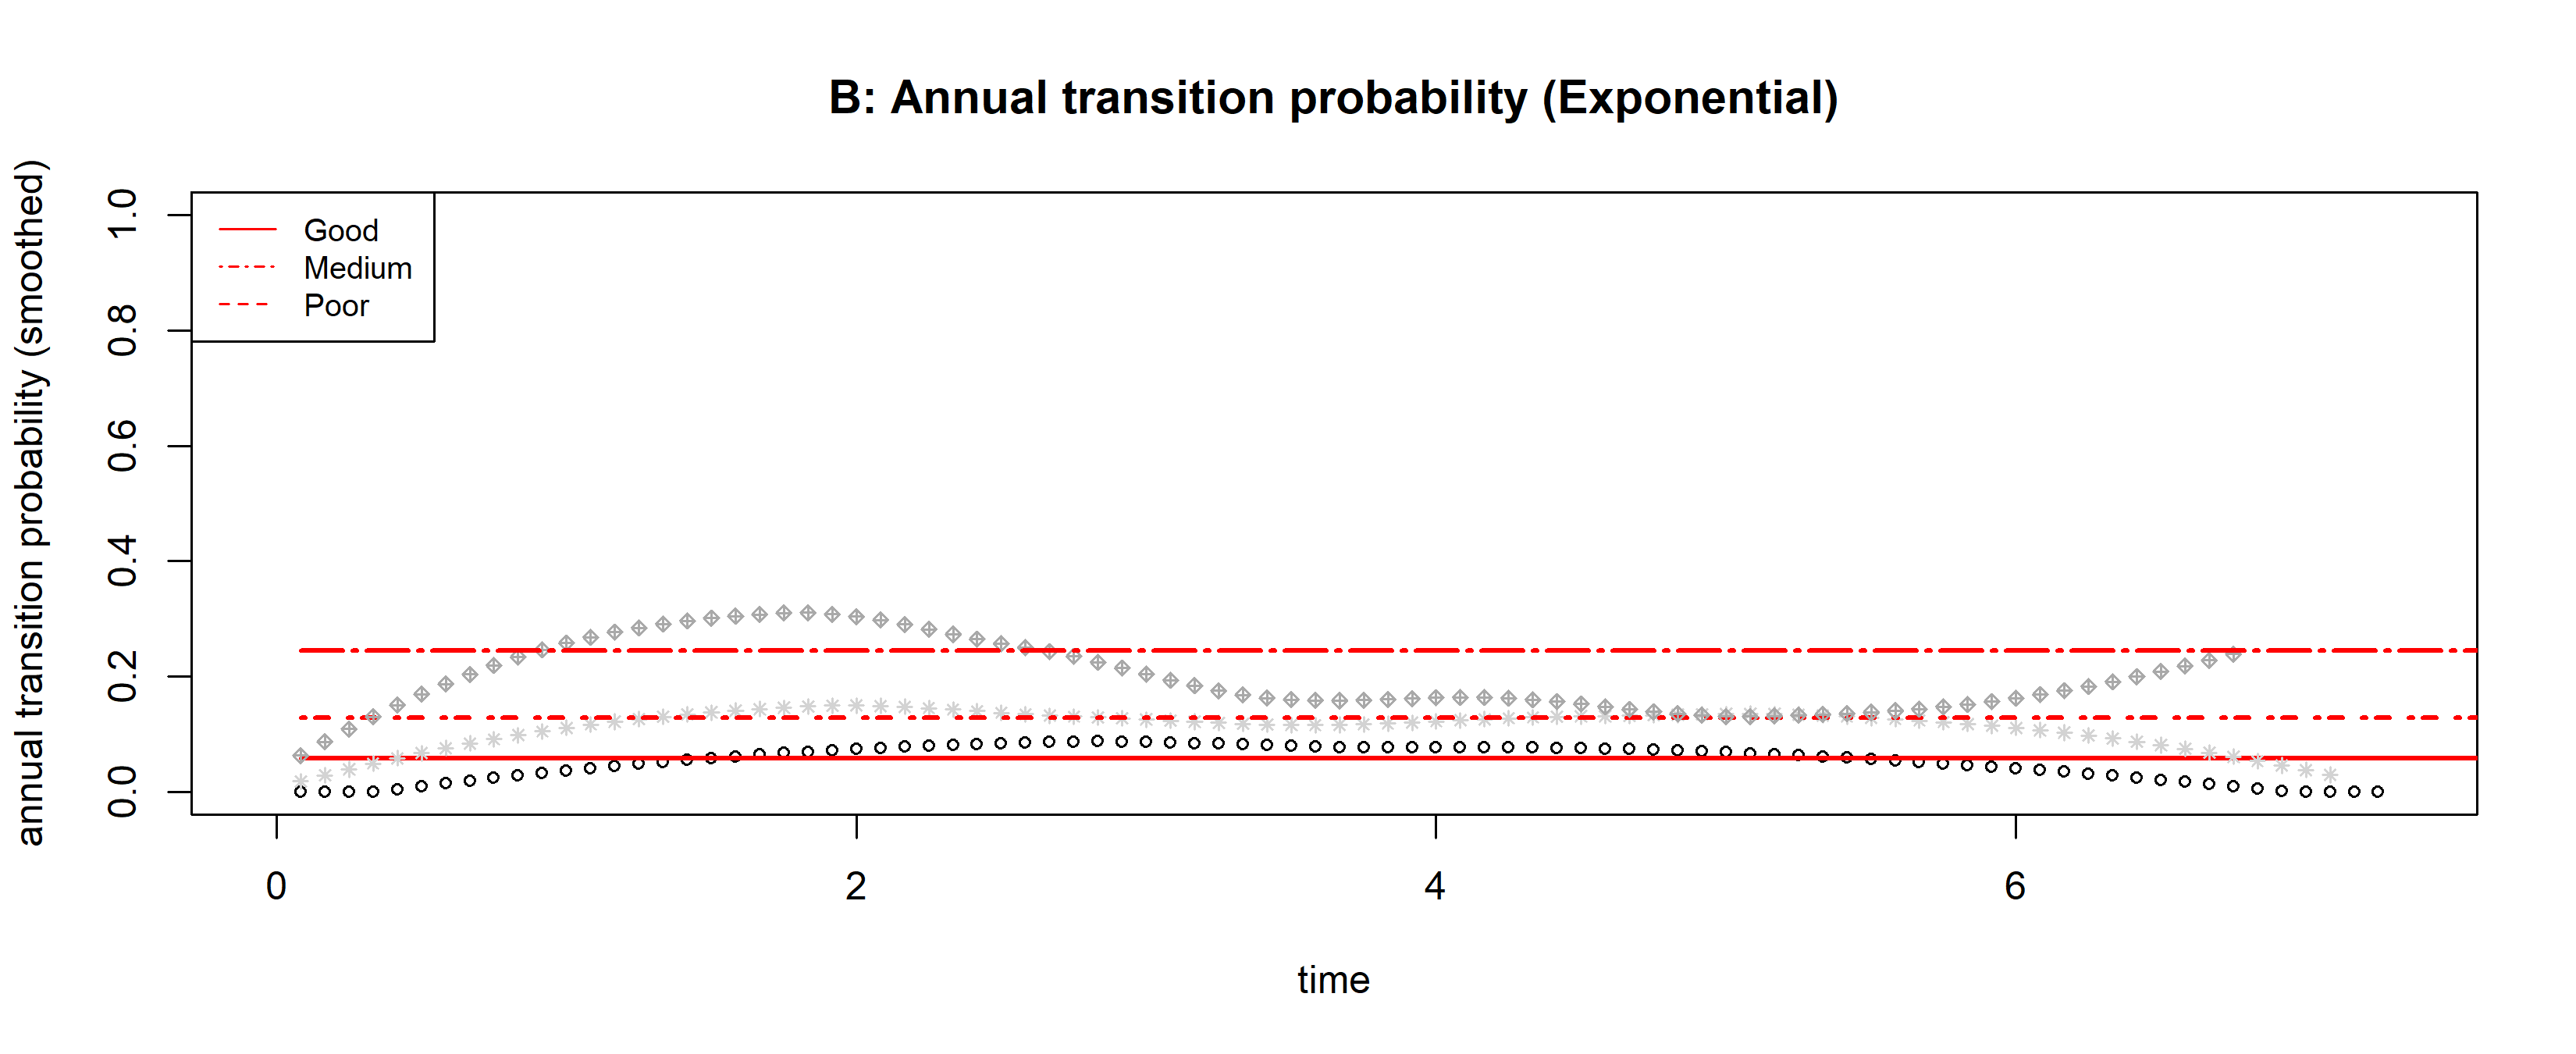 B: Annual transition probability (Exponential)
annual transition probability (smoothed)
1.0
0.8
0.6
0.4
0.2
0.0
Good
Medium
Poor
0 2 4 6
time